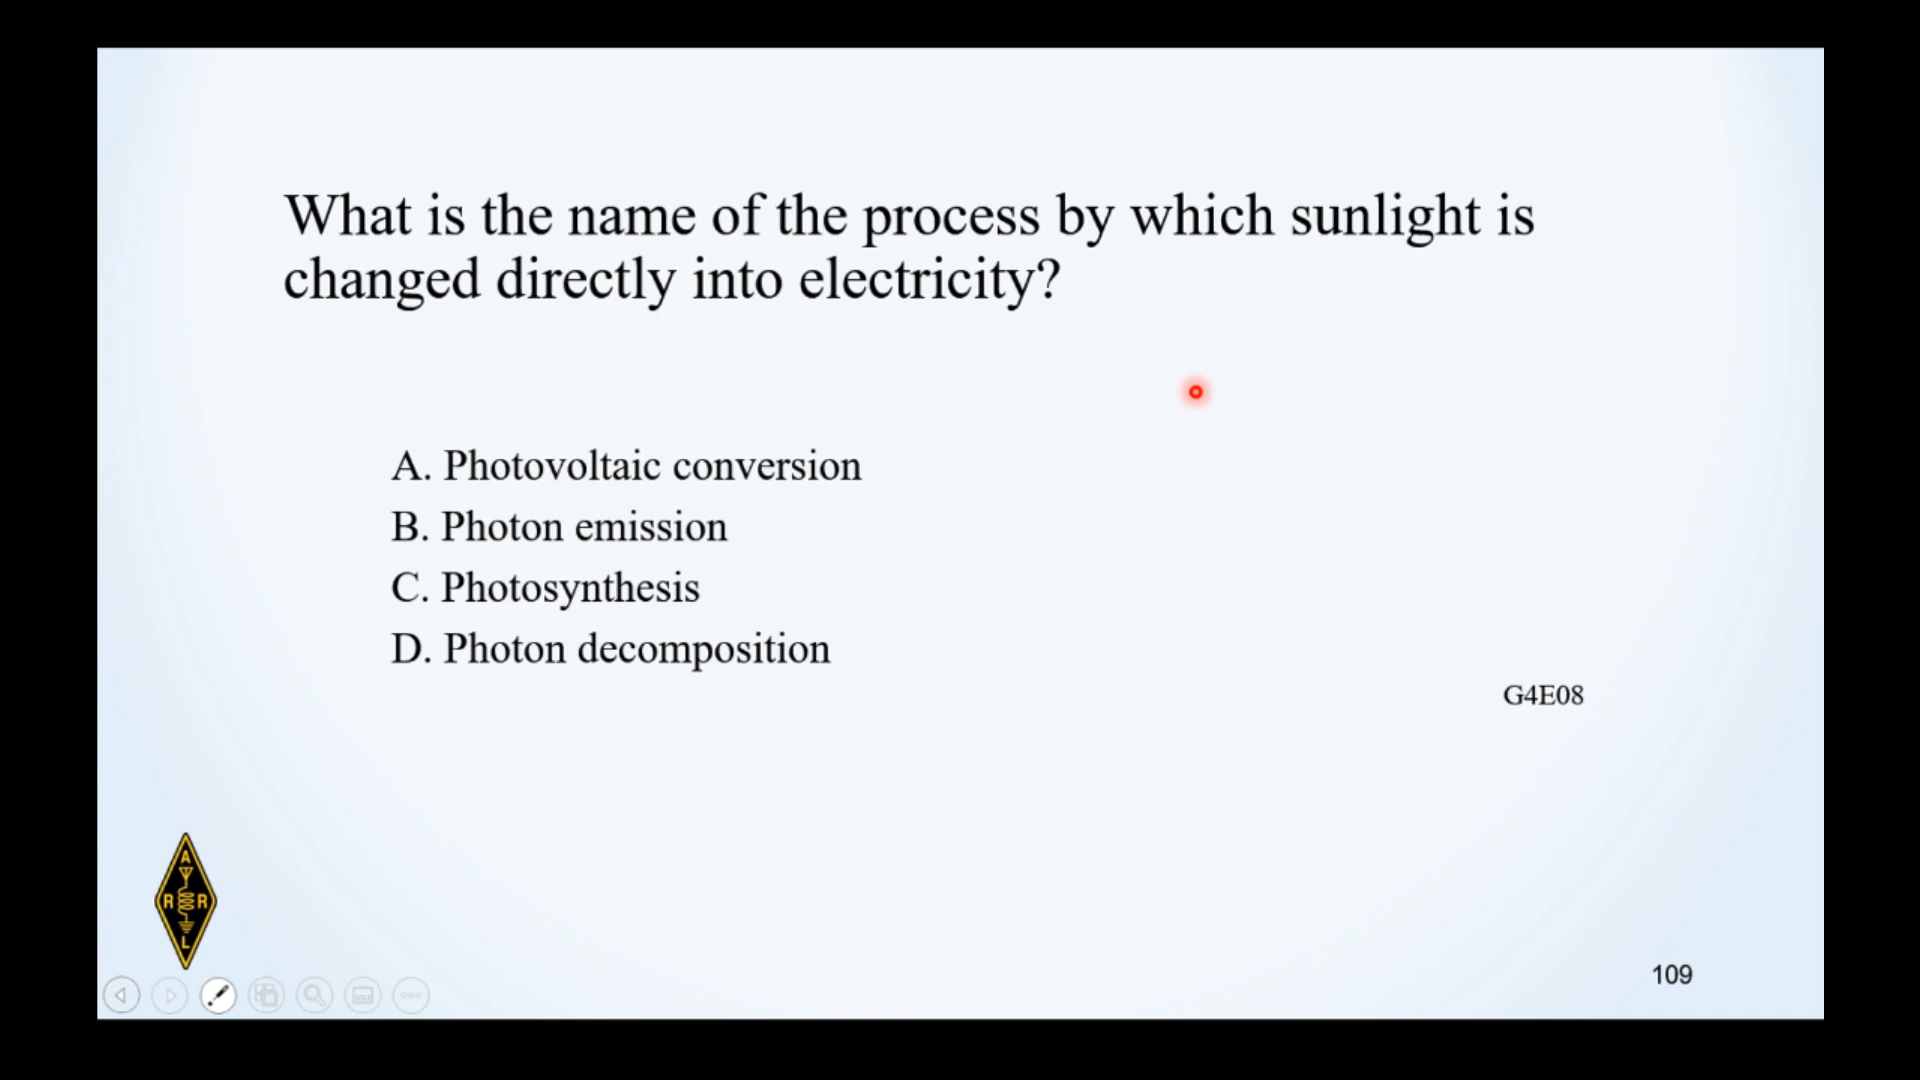 What is the name of the process by which sunlight is
changed directly into electricity?
A. Photovoltaic conversion
B. Photon emission
C. Photosynthesis
D. Photon decomposition
G4E08
A
R R
L
109